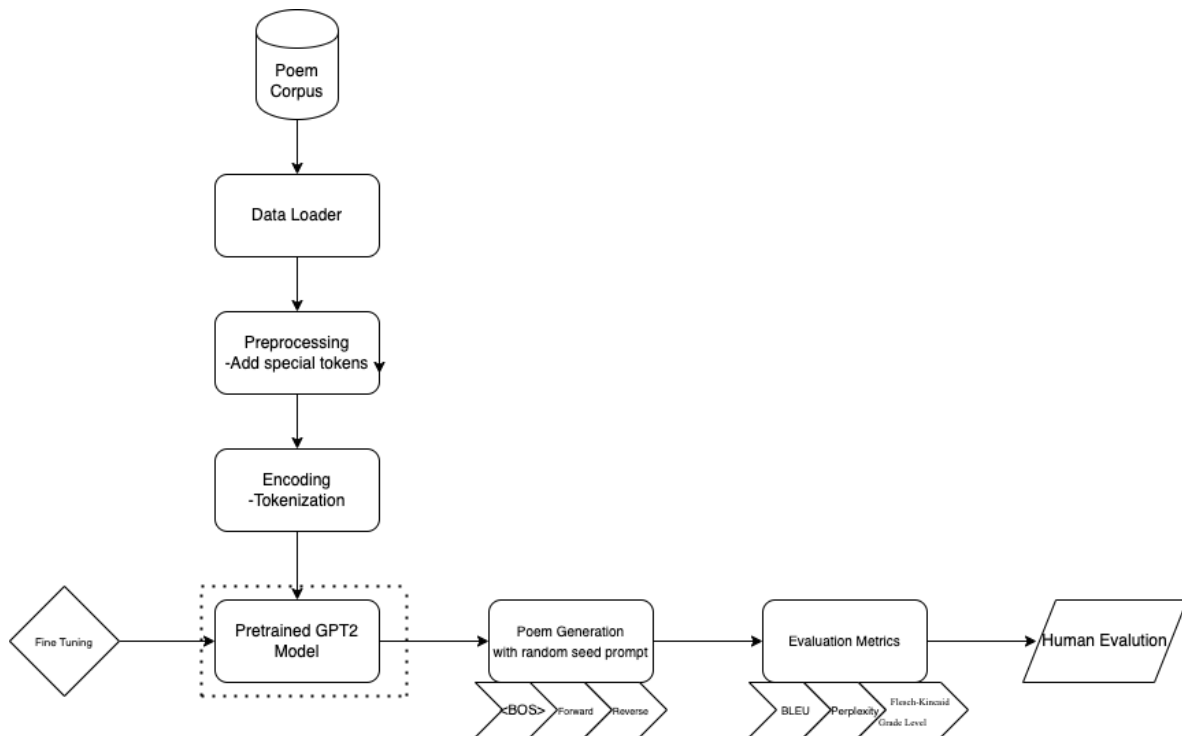 Poem
Corpus
Data Loader
Preprocessing
-Add special tokens
Encoding
-Tokenization
Fine Tuning
Pretrained GPT2
Model
Poem Generation
with random seed prompt
Evaluation Metrics
Human Evalution
<BOS>
Forward
Reverse
BLEU
Perplexity
Flesch-Kincaid
Grade Level